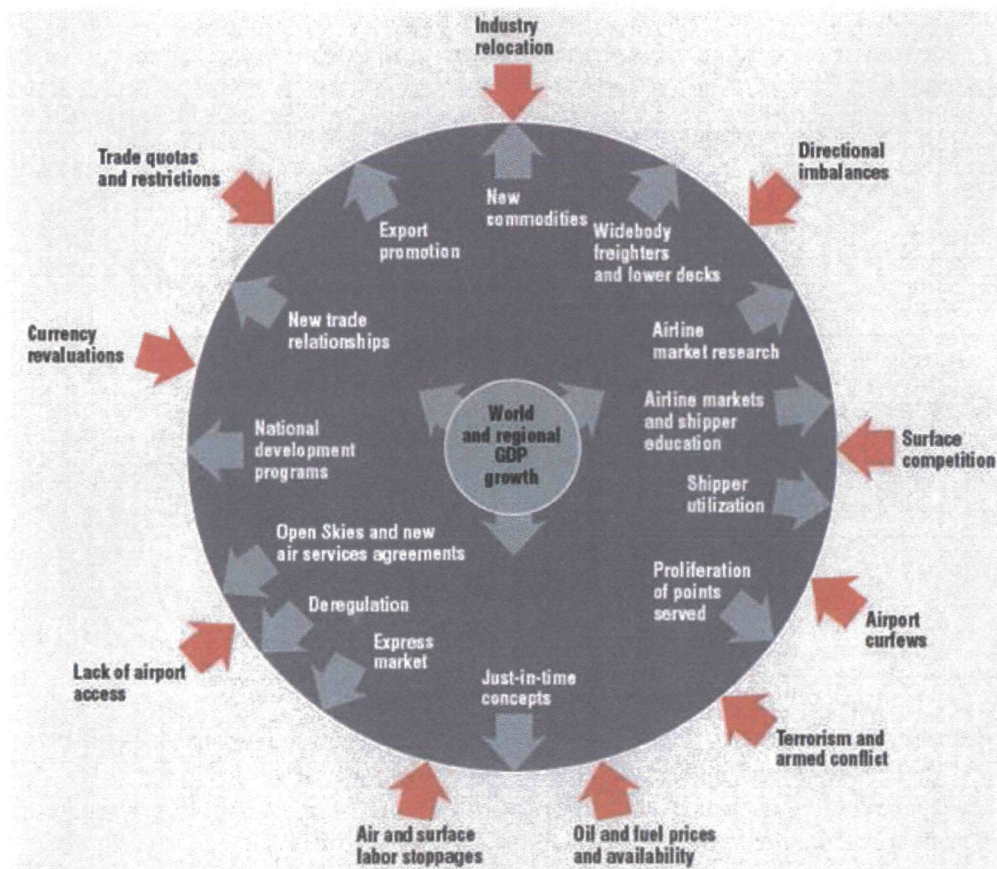 Industry
relocation
Trade quotas
and restrictions
Directional
imbalances
New
commodities
Export
promotion
Widebody
freighters
and lower decks
New trade
relationships
Airline
market research
Currency
revaluations
World
and regional
GDP
growth
Airline markets
and shipper
education
National
development
programs
Surface
competition
Shipper
utilization
Open Skies and new
air services agreements
Proliferation
of points
served
Deregulation
Express
market
Airport
curfews
Lack of airport
access
Just-in-time
concepts
Terrorism and
armed conflict
Air and surface
labor stoppages
Oil and fuel prices
and availability